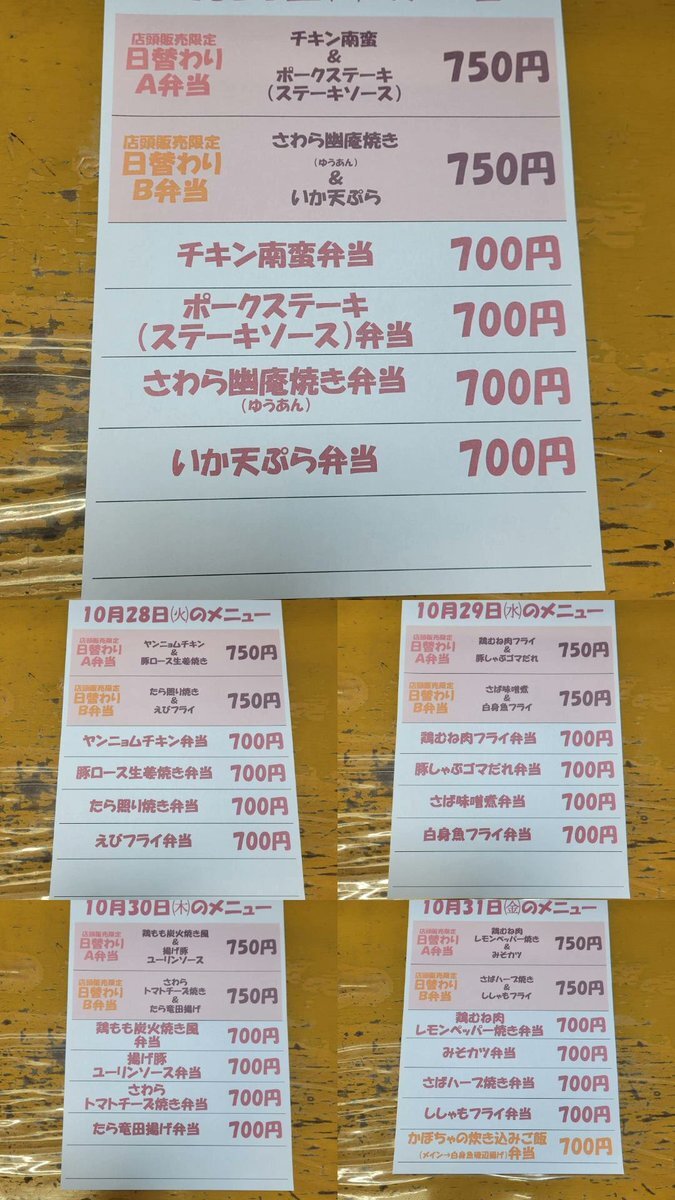 店頭販売限定
日替わり
A弁当
チキン南蛮
&
ポークステーキ
(ステーキソース)
750円
店頭販売限定
日替わり
B弁当
さわら幽庵焼き
(ゆうあん)
&
いか天ぷら
750円
チキン南蛮弁当 700円
ポークステーキ
(ステーキソース)弁当 700円
さわら幽庵焼き弁当 700円
(ゆうあん)
いか天ぷら弁当 700円
10月28日㈫のメニュー
店頭販売限定
日替わり
A弁当
ヤンニョムチキン
&
豚ロース生姜焼き
750円
店頭販売限定
日替わり
B弁当
たら照り焼き
&
えびフライ
750円
ヤンニョムチキン弁当 700円
豚ロース生姜焼き弁当 700円
たら照り焼き弁当 700円
えびフライ弁当 700円
10月29日㈬のメニュー
店頭販売限定
日替わり
A弁当
鶏むね肉フライ
&
豚しゃぶゴマだれ
750円
店頭販売限定
日替わり
B弁当
さば味噌煮
&
白身魚フライ
750円
鶏むね肉フライ弁当 700円
豚しゃぶゴマだれ弁当 700円
さば味噌煮弁当 700円
白身魚フライ弁当 700円
10月30日㈭のメニュー
店頭販売限定
日替わり
A弁当
鶏もも炭火焼き風
&
揚げ豚
ユーリンソース
750円
店頭販売限定
日替わり
B弁当
さわら
トマトチーズ焼き
&
たら竜田揚げ
750円
鶏もも炭火焼き風
弁当 700円
揚げ豚
ユーリンソース弁当 700円
さわら
トマトチーズ焼き弁当 700円
たら竜田揚げ弁当 700円
10月31日㈮のメニュー
店頭販売限定
日替わり
A弁当
鶏むね肉
レモンペッパー焼き
&
みそカツ
750円
店頭販売限定
日替わり
B弁当
さばハーブ焼き
&
ししゃもフライ
750円
鶏むね肉
レモンペッパー焼き弁当 700円
みそカツ弁当 700円
さばハーブ焼き弁当 700円
ししゃもフライ弁当 700円
かぼちゃの炊き込みご飯
(メイン→白身魚磯辺揚げ)弁当 700円